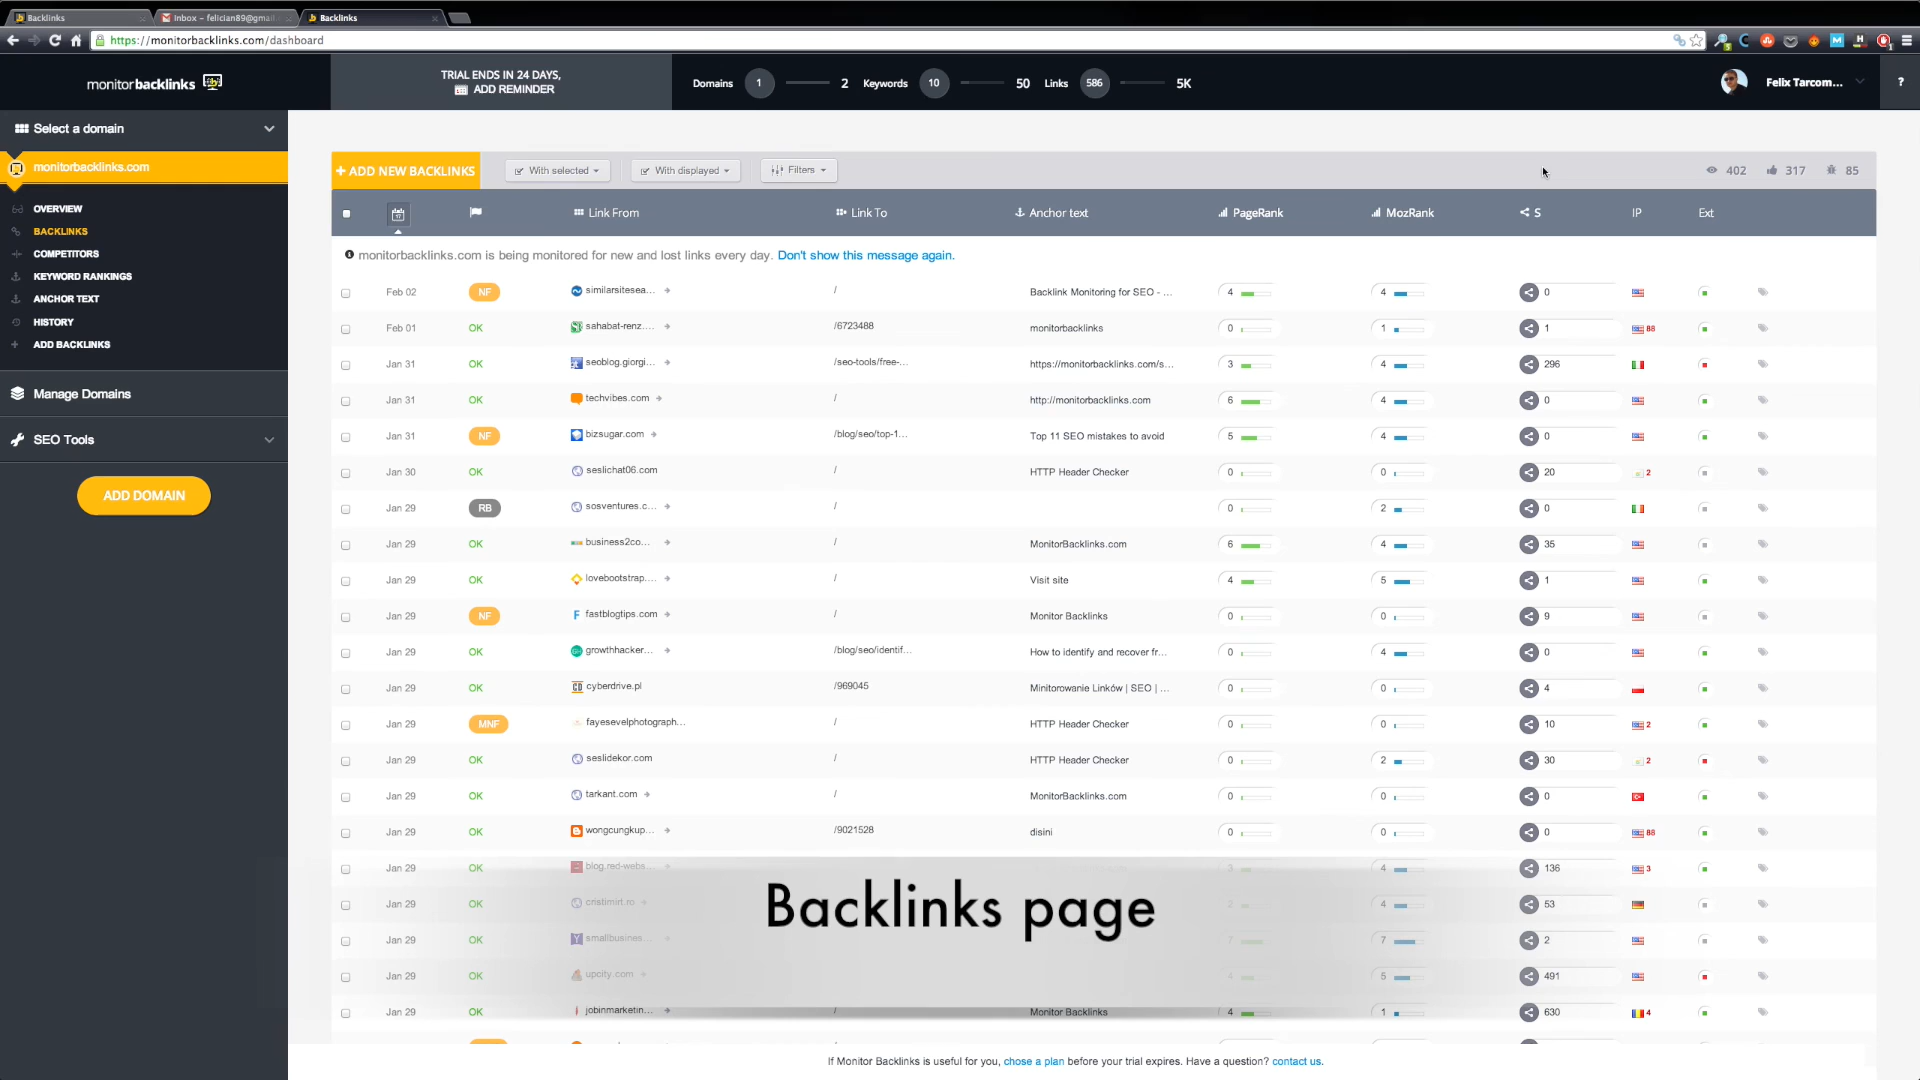 Backlinks
Inbox - felician89@gmail
Backlinks
https://monitorbacklinks.com/dashboard
monitorbacklinks
TRIAL ENDS IN 24 DAYS,
ADD REMINDER
Domains 1 2 Keywords 10 50 Links 586 5K
Felix Tarcom... ?
Select a domain
monitorbacklinks.com
OVERVIEW
BACKLINKS
COMPETITORS
KEYWORD RANKINGS
ANCHOR TEXT
HISTORY
ADD BACKLINKS
Manage Domains
SEO Tools
ADD DOMAIN
+ ADD NEW BACKLINKS With selected With displayed Filters 402 317 85
Link From Link To Anchor text PageRank MozRank S IP Ext
monitorbacklinks.com is being monitored for new and lost links every day. Don't show this message again.
Feb 02 NF similarsitesea... / Backlink Monitoring for SEO - ... 4 4 0
Feb 01 OK sahabat-renz.... /6723488 monitorbacklinks 0 1 1 88
Jan 31 OK seoblog.giorgi... /seo-tools/free-... https://monitorbacklinks.com/s... 3 4 296
Jan 31 OK techvibes.com / http://monitorbacklinks.com 6 4 0
Jan 31 NF bizsugar.com /blog/seo/top-1... Top 11 SEO mistakes to avoid 5 4 0
Jan 30 OK seslichat06.com / HTTP Header Checker 0 0 20 2
Jan 29 RB sosventures.c... / 0 2 0
Jan 29 OK business2co... / MonitorBacklinks.com 6 4 35
Jan 29 OK lovebootstrap.... / Visit site 4 5 1
Jan 29 NF fastblogtips.com / Monitor Backlinks 0 0 9
Jan 29 OK growthhacker... /blog/seo/identif... How to identify and recover fr... 0 4 0
Jan 29 OK cyberdrive.pl /969045 Minitorowanie Linków | SEO | ... 0 0 4
Jan 29 MNF fayesevelphotograph... / HTTP Header Checker 0 0 10 2
Jan 29 OK seslidekor.com / HTTP Header Checker 0 2 30 2
Jan 29 OK tarkant.com / MonitorBacklinks.com 0 0 0
Jan 29 OK wongcungkup... /9021528 disini 0 0 0 88
Jan 29 OK blog.red-webs... 3 4 136 3
Jan 29 OK cristimirt.ro 2 4 53
Jan 29 OK smallbusines... 7 7 2
Jan 29 OK upcity.com 4 5 491
Jan 29 OK jobinmarketin... / Monitor Backlinks 4 1 630 4
Backlinks page
If Monitor Backlinks is useful for you, chose a plan before your trial expires. Have a question? contact us.